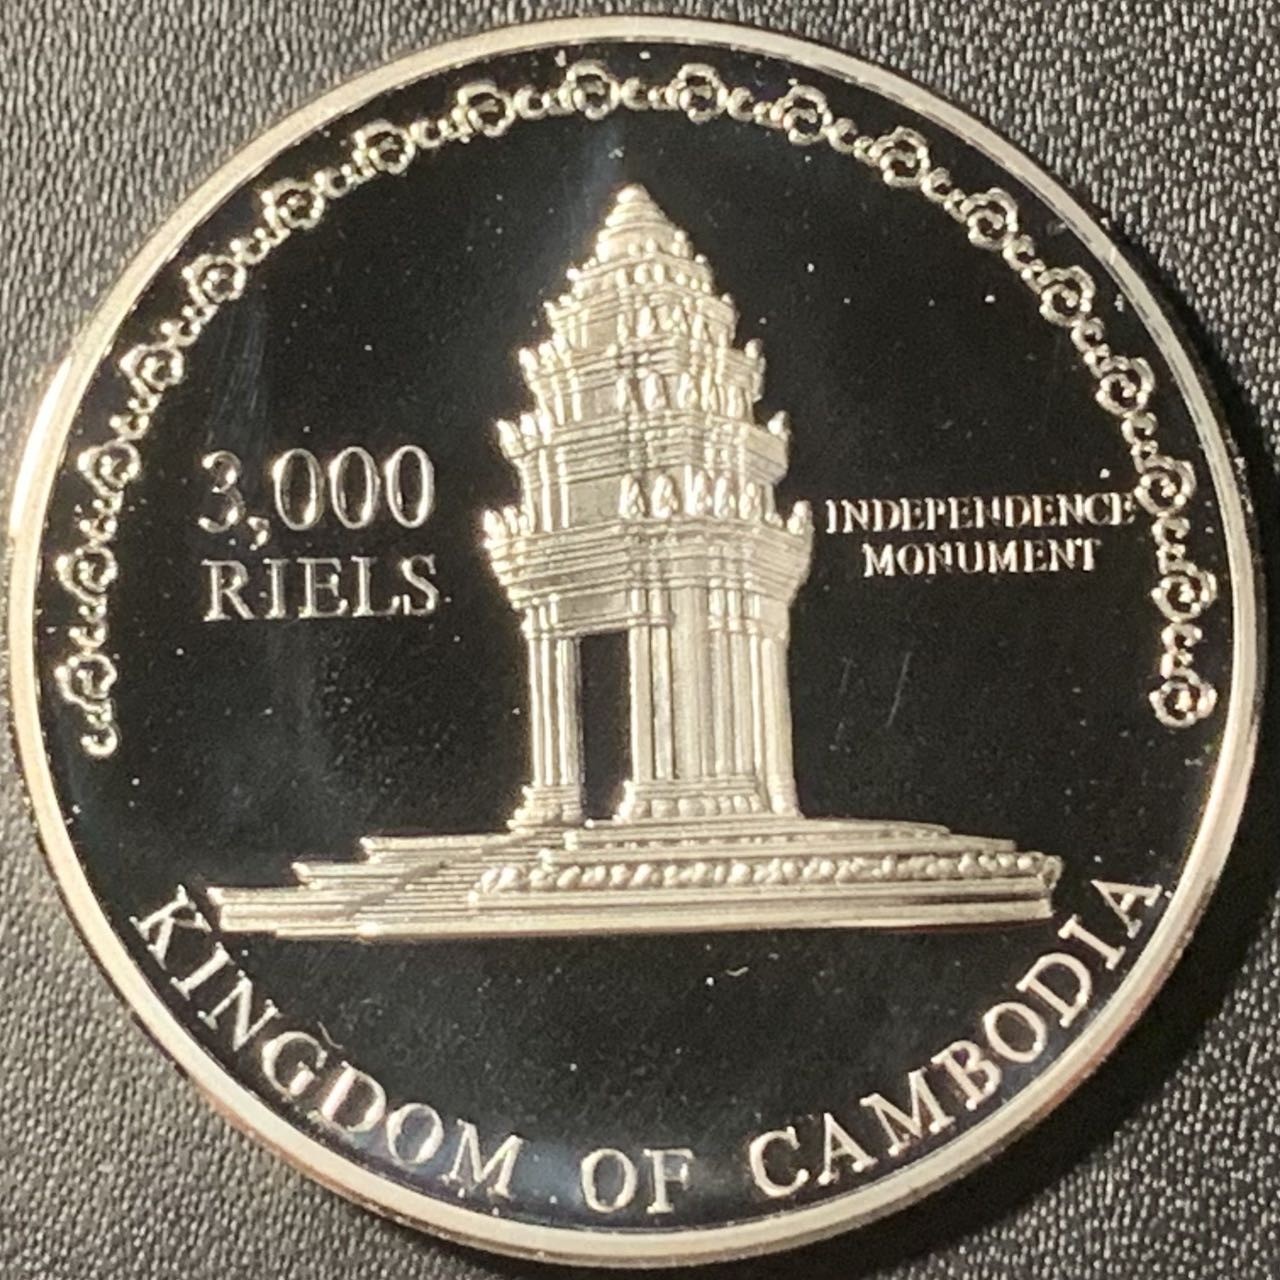 3,000
RIELS
INDEPENDENCE
MONUMENT
KINGDOM OF CAMBODIA